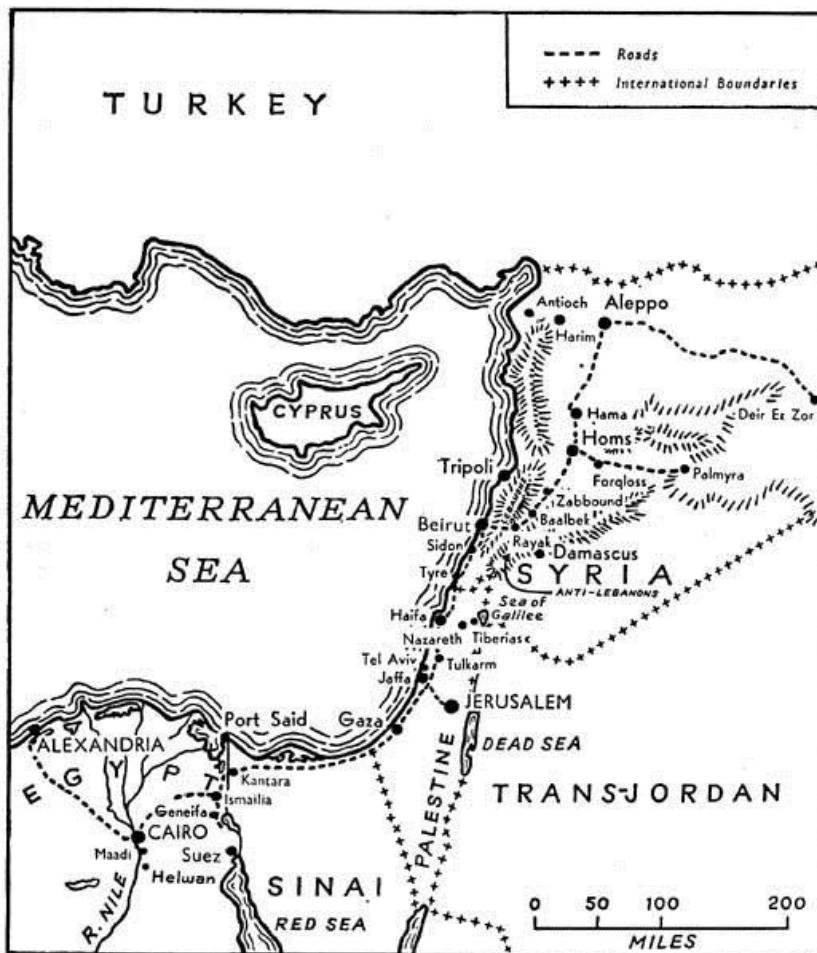 Roads
International Boundaries
TURKEY
Antioch
Aleppo
Harim
CYPRUS
Hama
Deir Ez Zor
Homs
Tripoli
Forqloss
Palmyra
MEDITERRANEAN
SEA
Zabbound
Beirut
Baalbek
Sidon
Rayak
Damascus
SYRIA
Tyre
ANTI-LEBANONS
Sea of
Galilee
Haifa
Nazareth
Tiberias
Tel Aviv
Tulkarm
Jaffa
JERUSALEM
Port Said
Gaza
ALEXANDRIA
DEAD SEA
EGYPT
Kantara
PALESTINE
TRANS-JORDAN
Ismailia
Geneifa
CAIRO
Maadi
Suez
Helwan
SINAI
R. NILE
RED SEA
0 50 100 200
MILES